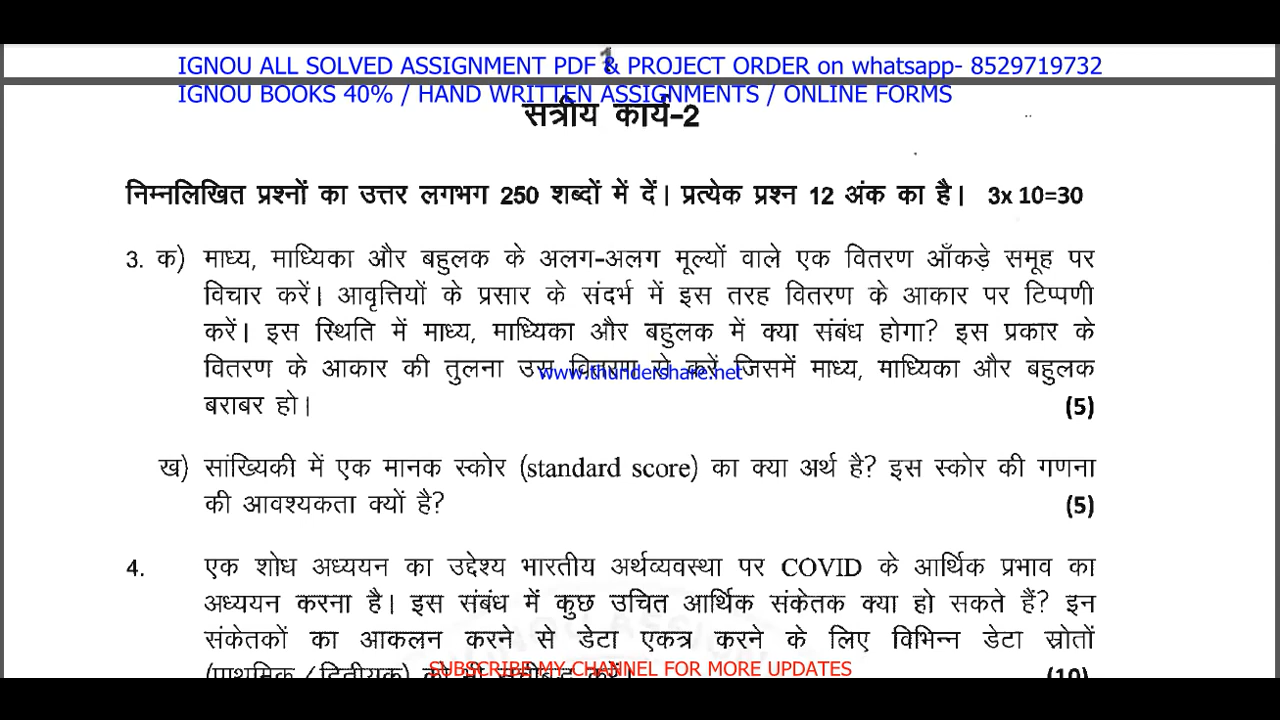 1
IGNOU ALL SOLVED ASSIGNMENT PDF & PROJECT ORDER on whatsapp- 8529719732
IGNOU BOOKS 40% / HAND WRITTEN ASSIGNMENTS / ONLINE FORMS
सत्रीय कार्य-2
निम्नलिखित प्रश्नों का उत्तर लगभग 250 शब्दों में दें। प्रत्येक प्रश्न 12 अंक का है। 3x 10=30
3. क) माध्य, माध्यिका और बहुलक के अलग-अलग मूल्यों वाले एक वितरण आँकड़े समूह पर
विचार करें। आवृत्तियों के प्रसार के संदर्भ में इस तरह वितरण के आकार पर टिप्पणी
करें। इस स्थिति में माध्य, माध्यिका और बहुलक में क्या संबंध होगा? इस प्रकार के
वितरण के आकार की तुलना उस वितरण से करें जिसमें माध्य, माध्यिका और बहुलक
www.thundershare.net
बराबर हो। (5)
ख) सांख्यिकी में एक मानक स्कोर (standard score) का क्या अर्थ है? इस स्कोर की गणना
की आवश्यकता क्यों है? (5)
4. एक शोध अध्ययन का उद्देश्य भारतीय अर्थव्यवस्था पर COVID के आर्थिक प्रभाव का
अध्ययन करना है। इस संबंध में कुछ उचित आर्थिक संकेतक क्या हो सकते हैं? इन
संकेतकों का आकलन करने से डेटा एकत्र करने के लिए विभिन्न डेटा स्रोतों
(प्राथमिक/द्वितीयक) को भी सूचीबद्ध करें। (10)
SUBSCRIBE MY CHANNEL FOR MORE UPDATES